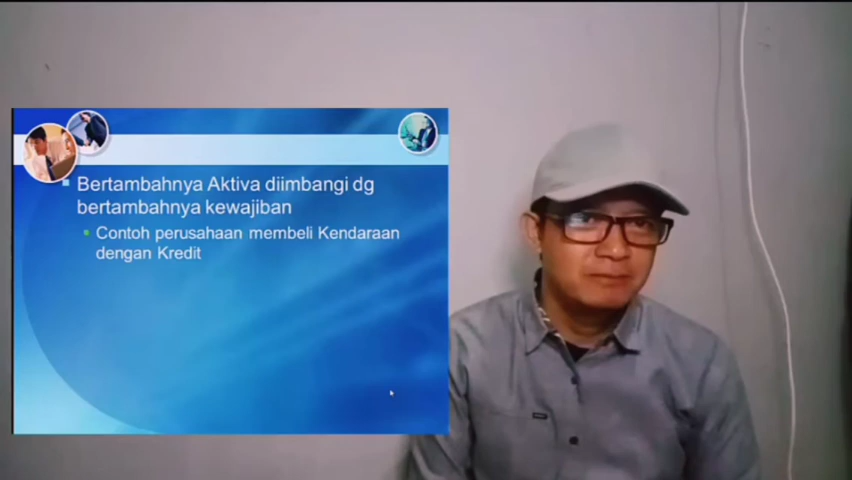 Bertambahnya Aktiva diimbangi dg
bertambahnya kewajiban
Contoh perusahaan membeli Kendaraan
dengan Kredit